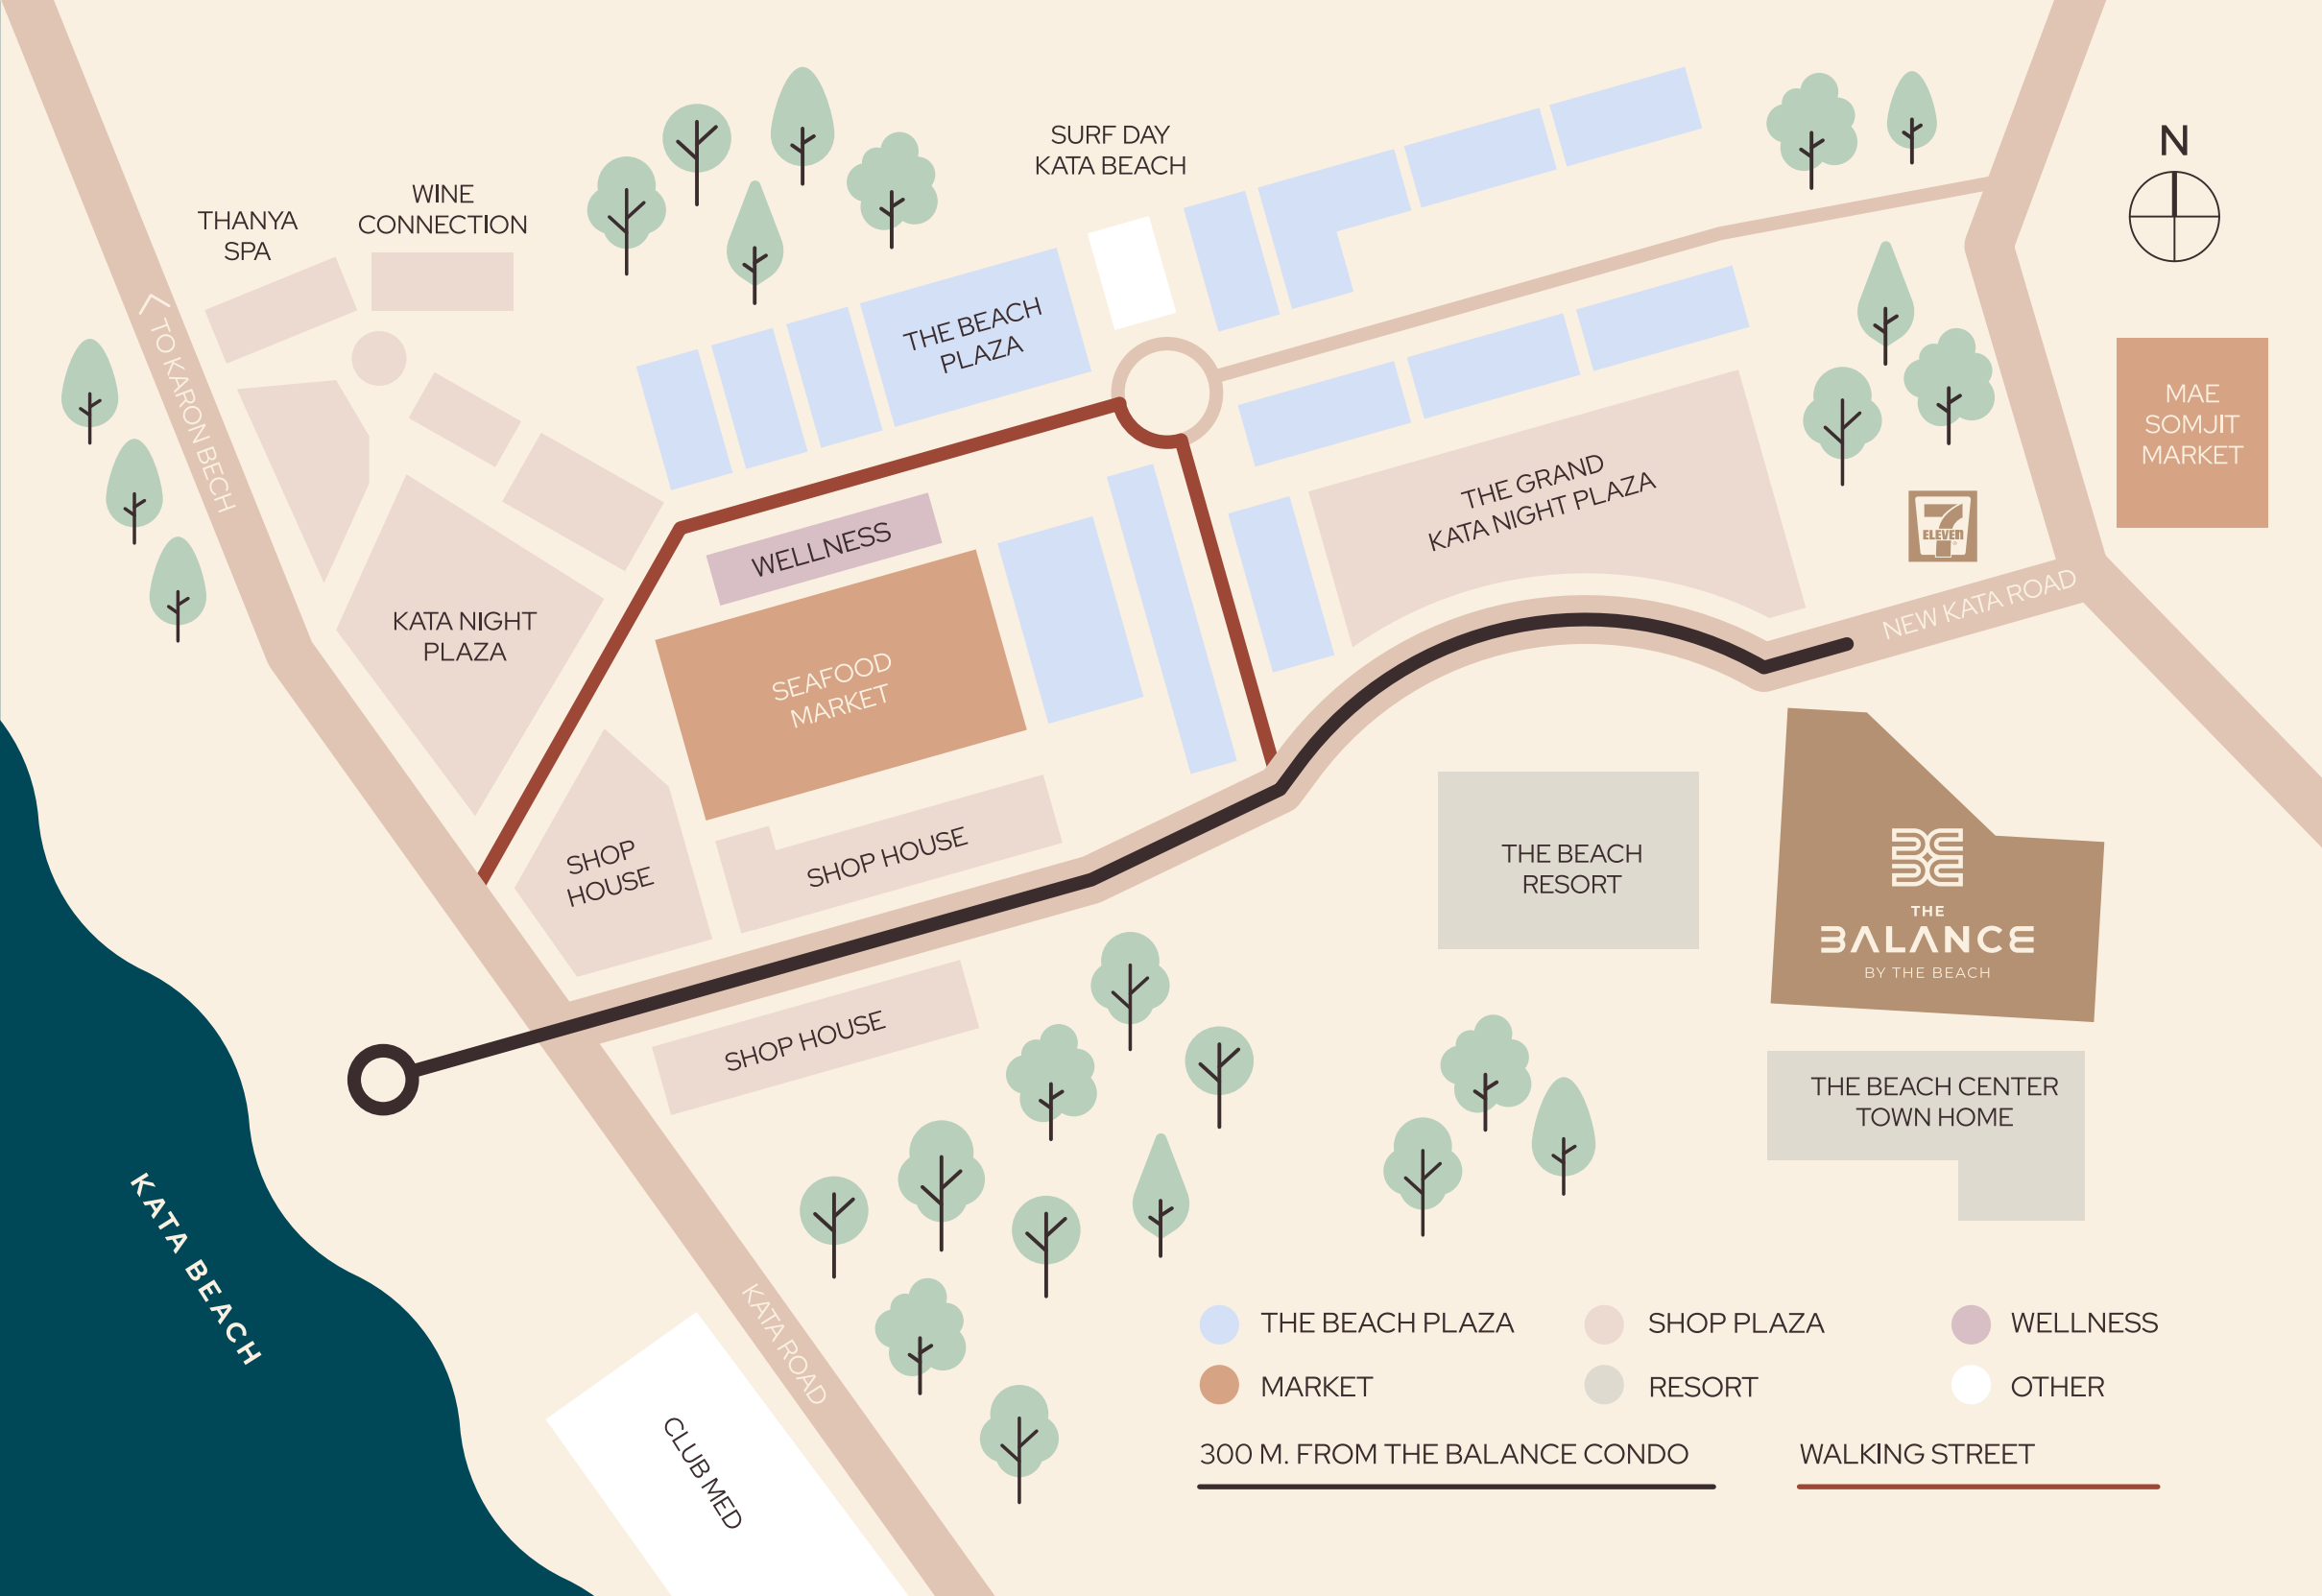 SURF DAY
KATA BEACH
N
WINE
CONNECTION
THANYA
SPA
THE BEACH
PLAZA
TO KARON BECH
MAE
SOMJIT
MARKET
THE GRAND
KATA NIGHT PLAZA
7
ELEVEN
WELLNESS
NEW KATA ROAD
KATA NIGHT
PLAZA
SEAFOOD
MARKET
SHOP
HOUSE
SHOP HOUSE
THE BEACH
RESORT
THE
BALANCE
BY THE BEACH
SHOP HOUSE
THE BEACH CENTER
TOWN HOME
KATA BEACH
KATA ROAD
CLUB MED
THE BEACH PLAZA
SHOP PLAZA
WELLNESS
MARKET
RESORT
OTHER
300 M. FROM THE BALANCE CONDO
WALKING STREET